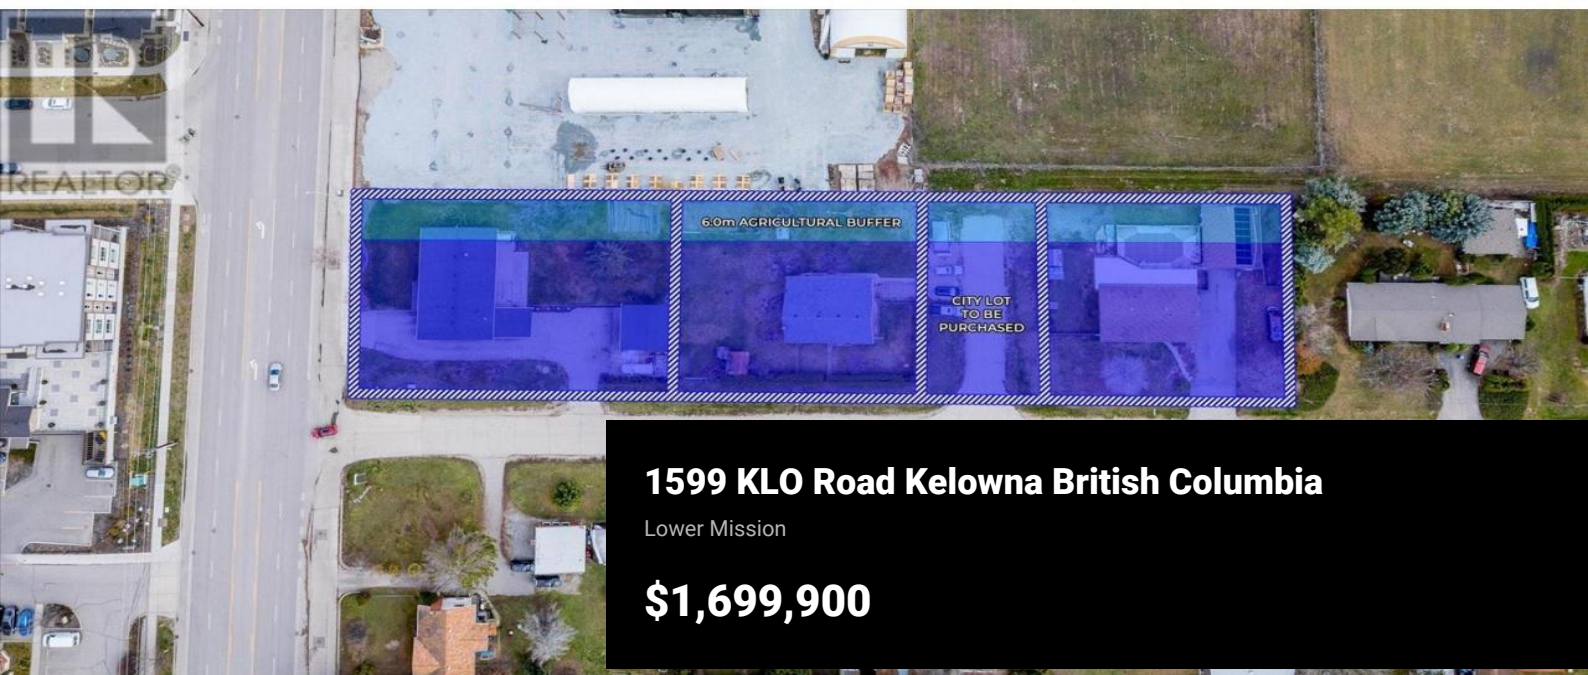 REALTOR®
6.0m AGRICULTURAL BUFFER
CITY LOT
TO BE
PURCHASED
1599 KLO Road Kelowna British Columbia
Lower Mission
$1,699,900